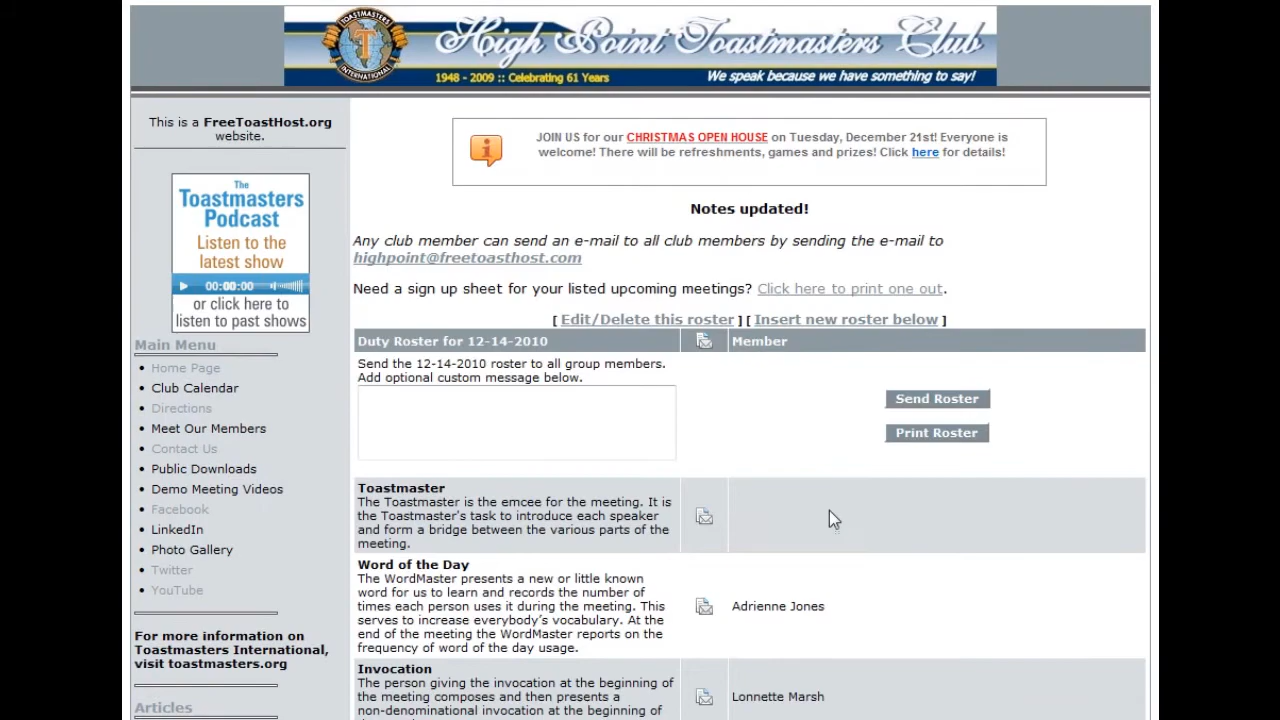 TOASTMASTERS
INTERNATIONAL
High Point Toastmasters Club
1948 - 2009 :: Celebrating 61 Years
We speak because we have something to say!
This is a FreeToastHost.org
website.
The
Toastmasters
Podcast
Listen to the
latest show
00:00:00
or click here to
listen to past shows
Main Menu
Home Page
Club Calendar
Directions
Meet Our Members
Contact Us
Public Downloads
Demo Meeting Videos
Facebook
LinkedIn
Photo Gallery
Twitter
YouTube
For more information on
Toastmasters International,
visit toastmasters.org
Articles
JOIN US for our CHRISTMAS OPEN HOUSE on Tuesday, December 21st! Everyone is
welcome! There will be refreshments, games and prizes! Click here for details!
Notes updated!
Any club member can send an e-mail to all club members by sending the e-mail to
highpoint@freetoasthost.com
Need a sign up sheet for your listed upcoming meetings? Click here to print one out.
[ Edit/Delete this roster ] [ Insert new roster below ]
Duty Roster for 12-14-2010 Member
Send the 12-14-2010 roster to all group members.
Add optional custom message below.
Send Roster
Print Roster
Toastmaster
The Toastmaster is the emcee for the meeting. It is
the Toastmaster's task to introduce each speaker
and form a bridge between the various parts of the
meeting.
Word of the Day
The WordMaster presents a new or little known
word for us to learn and records the number of
times each person uses it during the meeting. This
serves to increase everybody's vocabulary. At the
end of the meeting the WordMaster reports on the
frequency of word of the day usage.
Adrienne Jones
Invocation
The person giving the invocation at the beginning of
the meeting composes and then presents a
non-denominational invocation at the beginning of
Lonnette Marsh